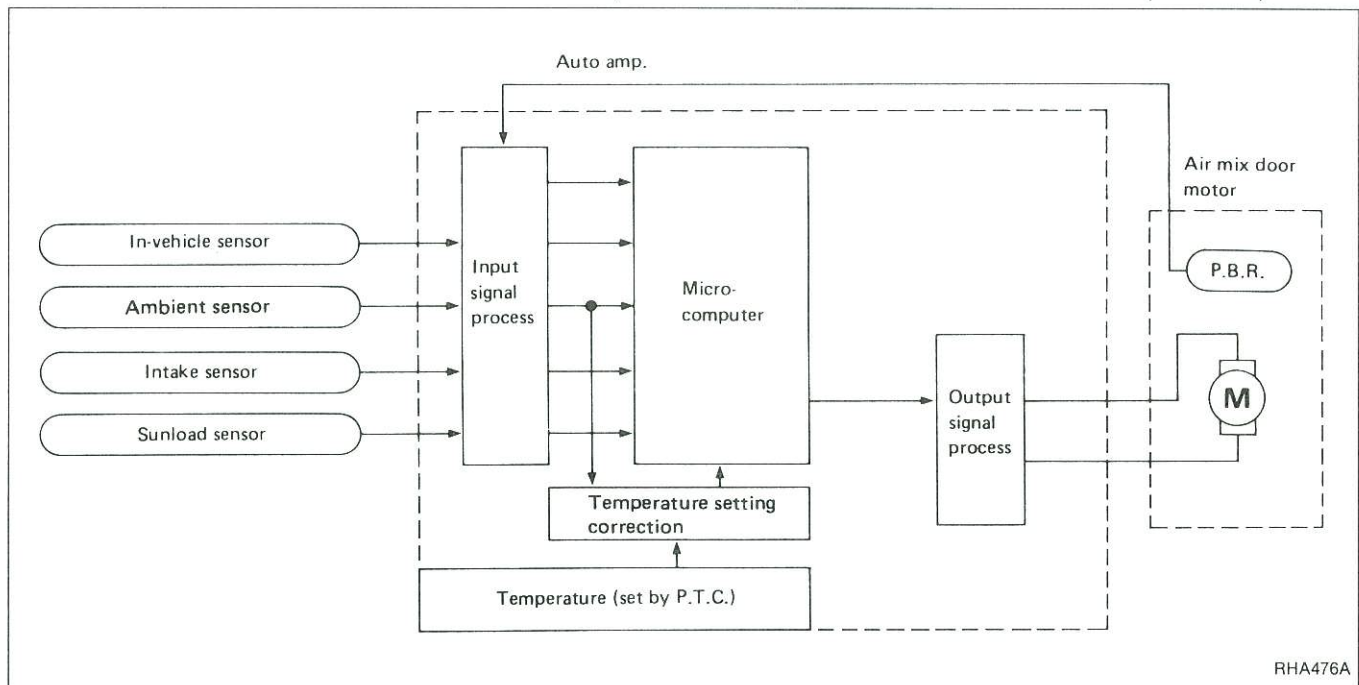 Auto amp.
Air mix door
motor
In-vehicle sensor
Ambient sensor
Intake sensor
Sunload sensor
Input
signal
process
Micro-
computer
P.B.R.
M
Output
signal
process
Temperature setting
correction
Temperature (set by P.T.C.)
RHA476A